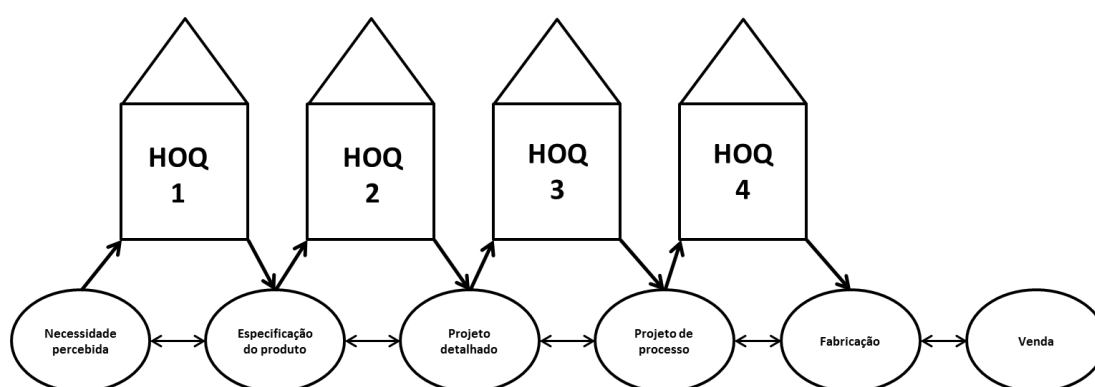 HOQ
1
HOQ
2
HOQ
3
HOQ
4
Necessidade
percebida
Especificação
do produto
Projeto
detalhado
Projeto de
processo
Fabricação
Venda